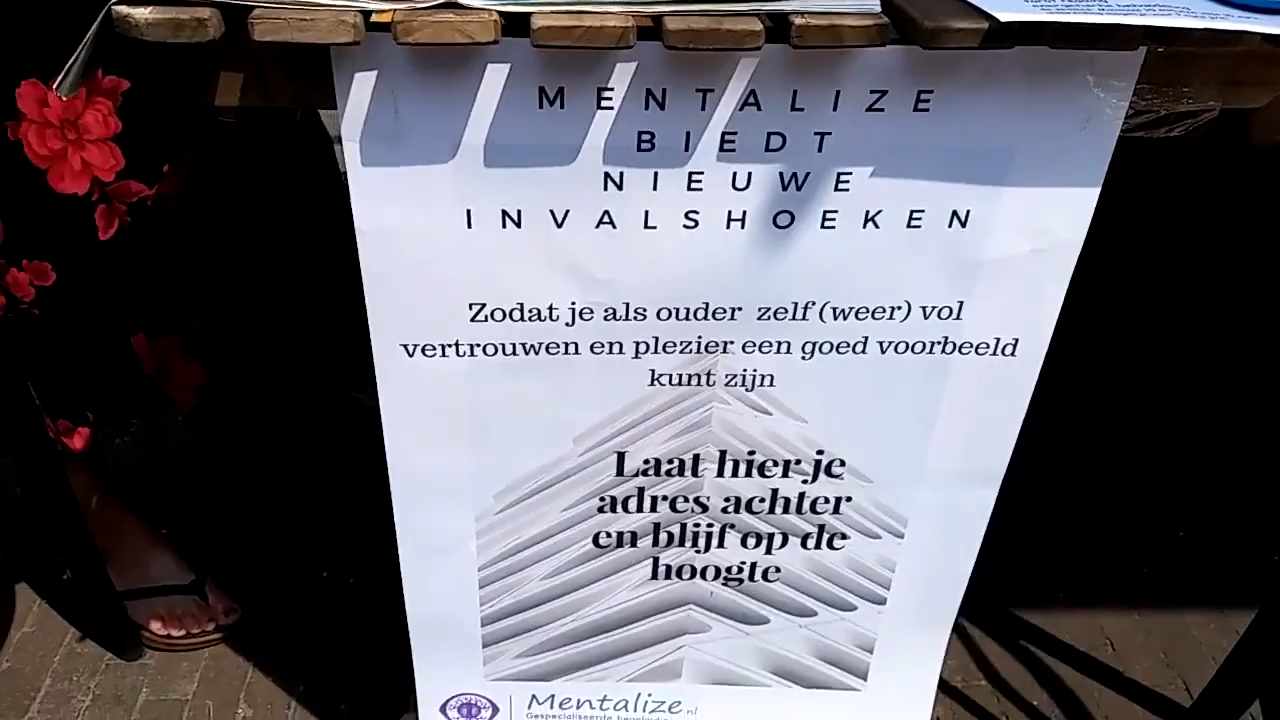 MENTALIZE
BIEDT
NIEUWE
INVALSHOEKEN
Zodat je als ouder zelf (weer) vol
vertrouwen en plezier een goed voorbeeld
kunt zijn
Laat hier je
adres achter
en blijf op de
hoogte
Mentalize.nl
Gespecialiseerde